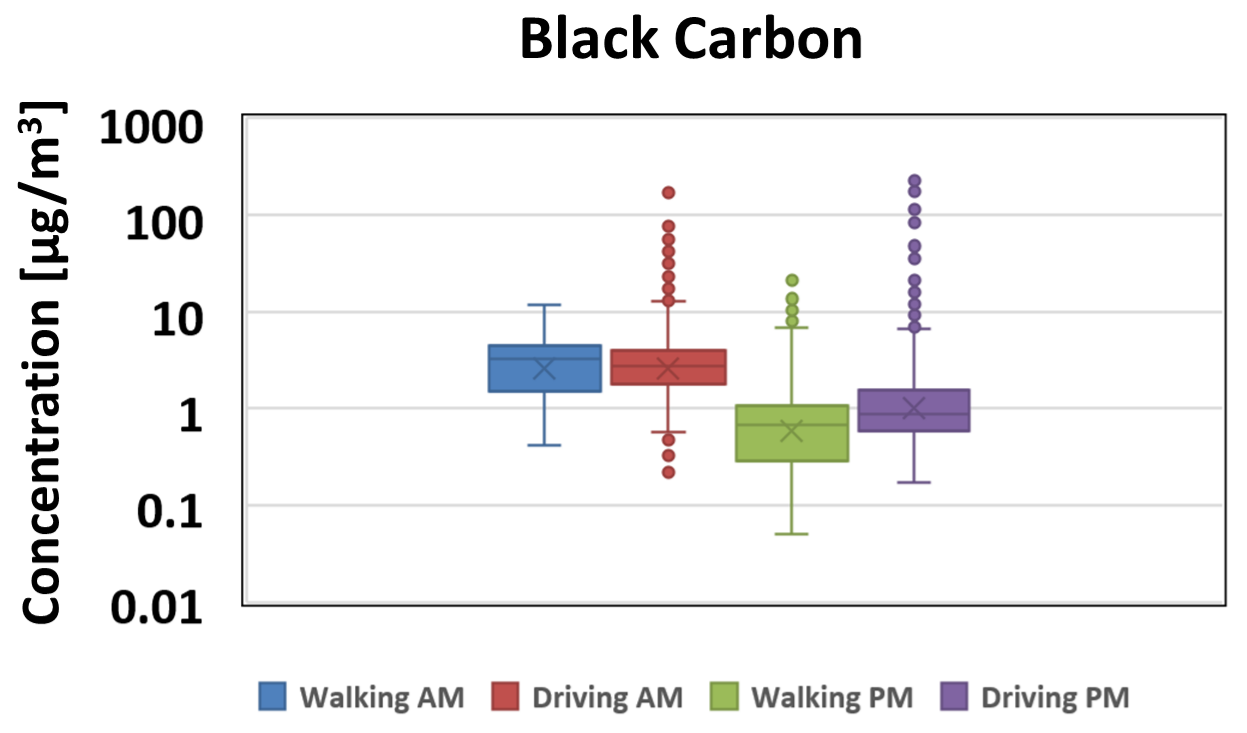 Black Carbon
Concentration [µg/m³]
1000
100
10
1
0.1
0.01
Walking AM Driving AM Walking PM Driving PM